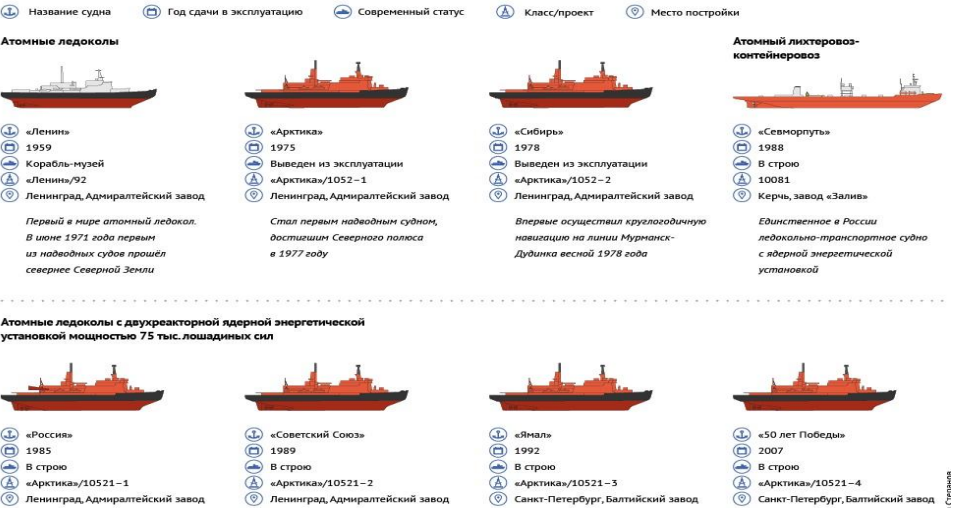 Название судна
Год сдачи в эксплуатацию
Современный статус
Класс/проект
Место постройки
Атомные ледоколы
Атомный лихтеровоз-
контейнеровоз
«Ленин»
1959
Корабль-музей
«Ленин»/92
Ленинград, Адмиралтейский завод
Первый в мире атомный ледокол.
В июне 1971 года первым
из надводных судов прошёл
севернее Северной Земли
«Арктика»
1975
Выведен из эксплуатации
«Арктика»/1052–1
Ленинград, Адмиралтейский завод
Стал первым надводным судном,
достигшим Северного полюса
в 1977 году
«Сибирь»
1978
Выведен из эксплуатации
«Арктика»/1052–2
Ленинград, Адмиралтейский завод
Впервые осуществил круглогодичную
навигацию на линии Мурманск-
Дудинка весной 1978 года
«Севморпуть»
1988
В строю
10081
Керчь, завод «Залив»
Единственное в России
ледокольно-транспортное судно
с ядерной энергетической
установкой
Атомные ледоколы с двухреакторной ядерной энергетической
установкой мощностью 75 тыс. лошадиных сил
«Россия»
1985
В строю
«Арктика»/10521–1
Ленинград, Адмиралтейский завод
«Советский Союз»
1989
В строю
«Арктика»/10521–2
Ленинград, Адмиралтейский завод
«Ямал»
1992
В строю
«Арктика»/10521–3
Санкт-Петербург, Балтийский завод
«50 лет Победы»
2007
В строю
«Арктика»/10521–4
Санкт-Петербург, Балтийский завод
Степанов